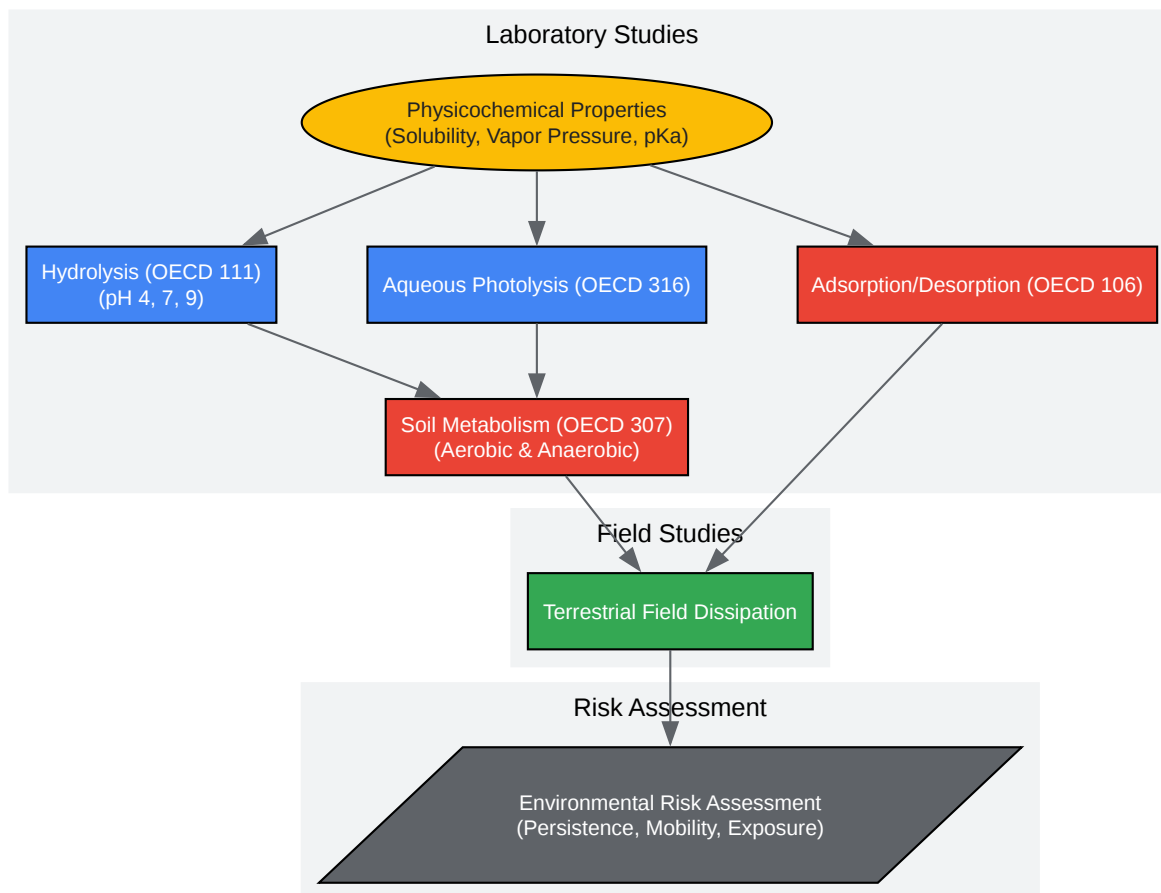 Laboratory Studies
Physicochemical Properties
(Solubility, Vapor Pressure, pKa)
Hydrolysis (OECD 111)
(pH 4, 7, 9)
Aqueous Photolysis (OECD 316)
Adsorption/Desorption (OECD 106)
Soil Metabolism (OECD 307)
(Aerobic & Anaerobic)
Field Studies
Terrestrial Field Dissipation
Risk Assessment
Environmental Risk Assessment
(Persistence, Mobility, Exposure)